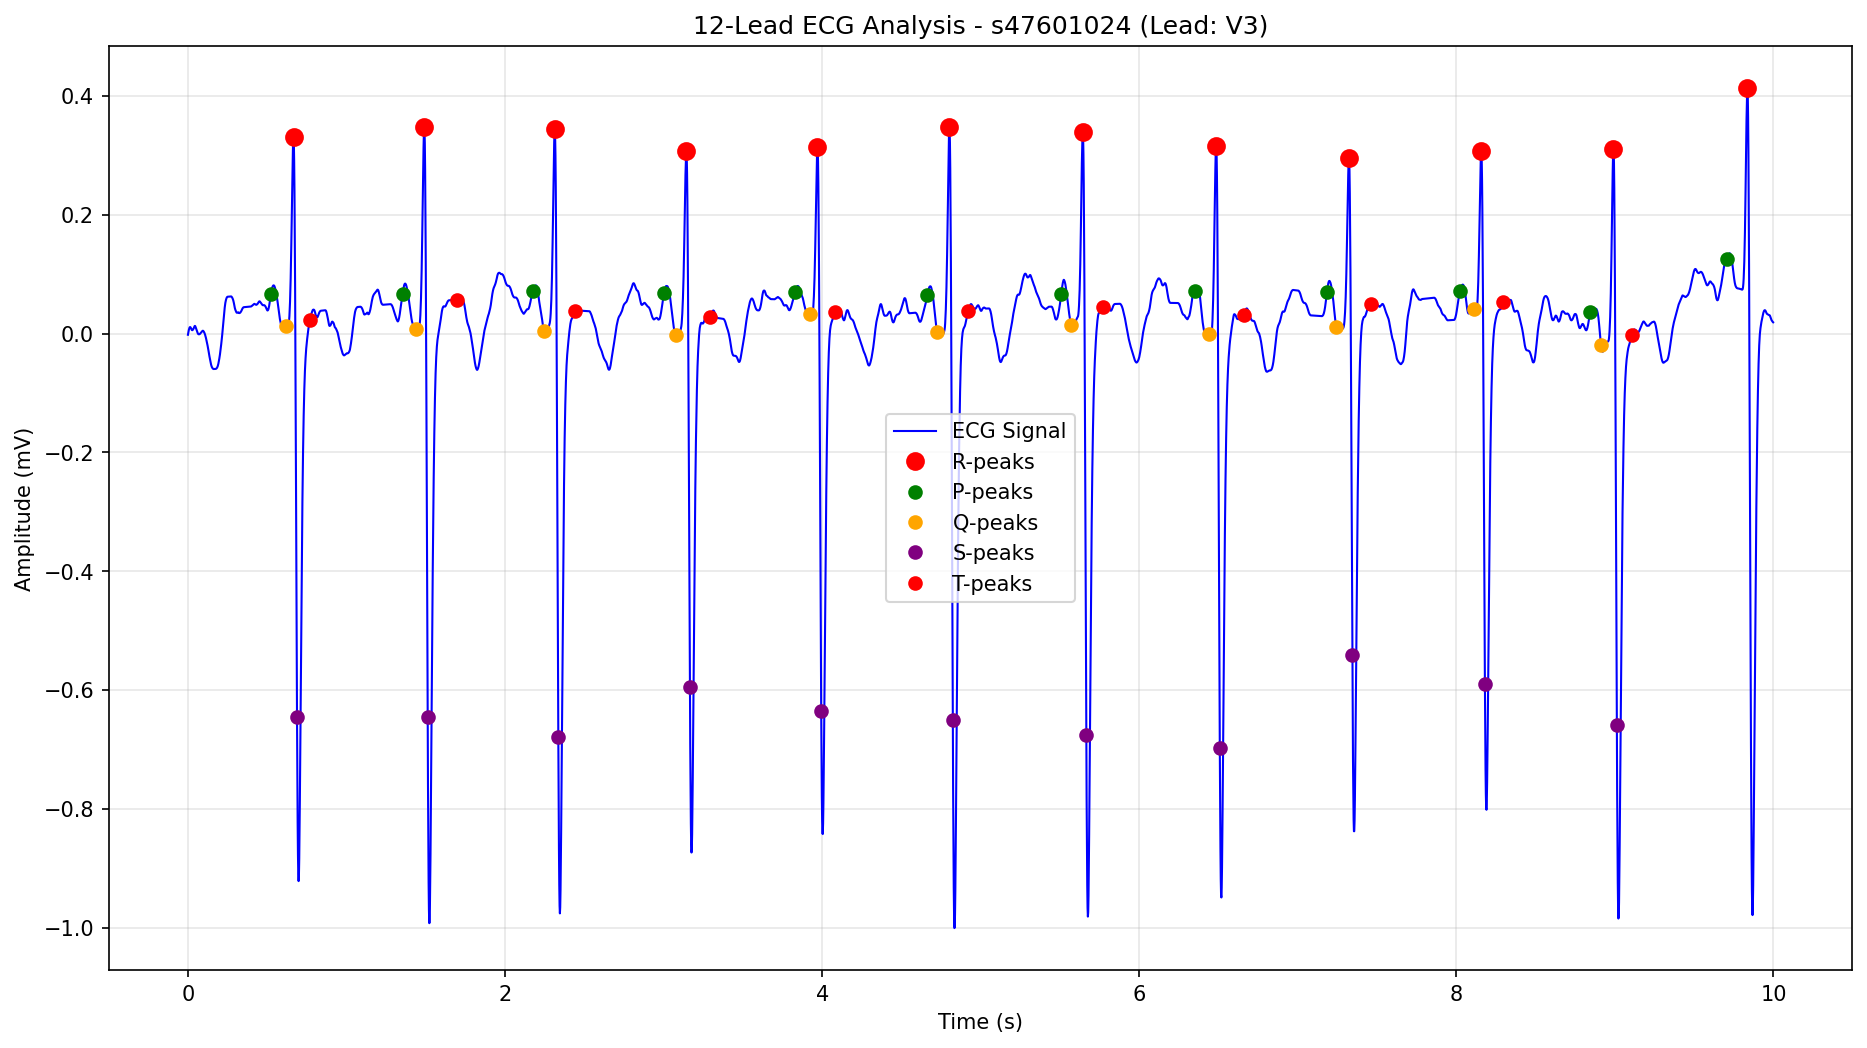 12-Lead ECG Analysis - s47601024 (Lead: V3)
Amplitude (mV)
0.4
0.2
0.0
−0.2
−0.4
−0.6
−0.8
−1.0
ECG Signal
R-peaks
P-peaks
Q-peaks
S-peaks
T-peaks
0 2 4 6 8 10
Time (s)